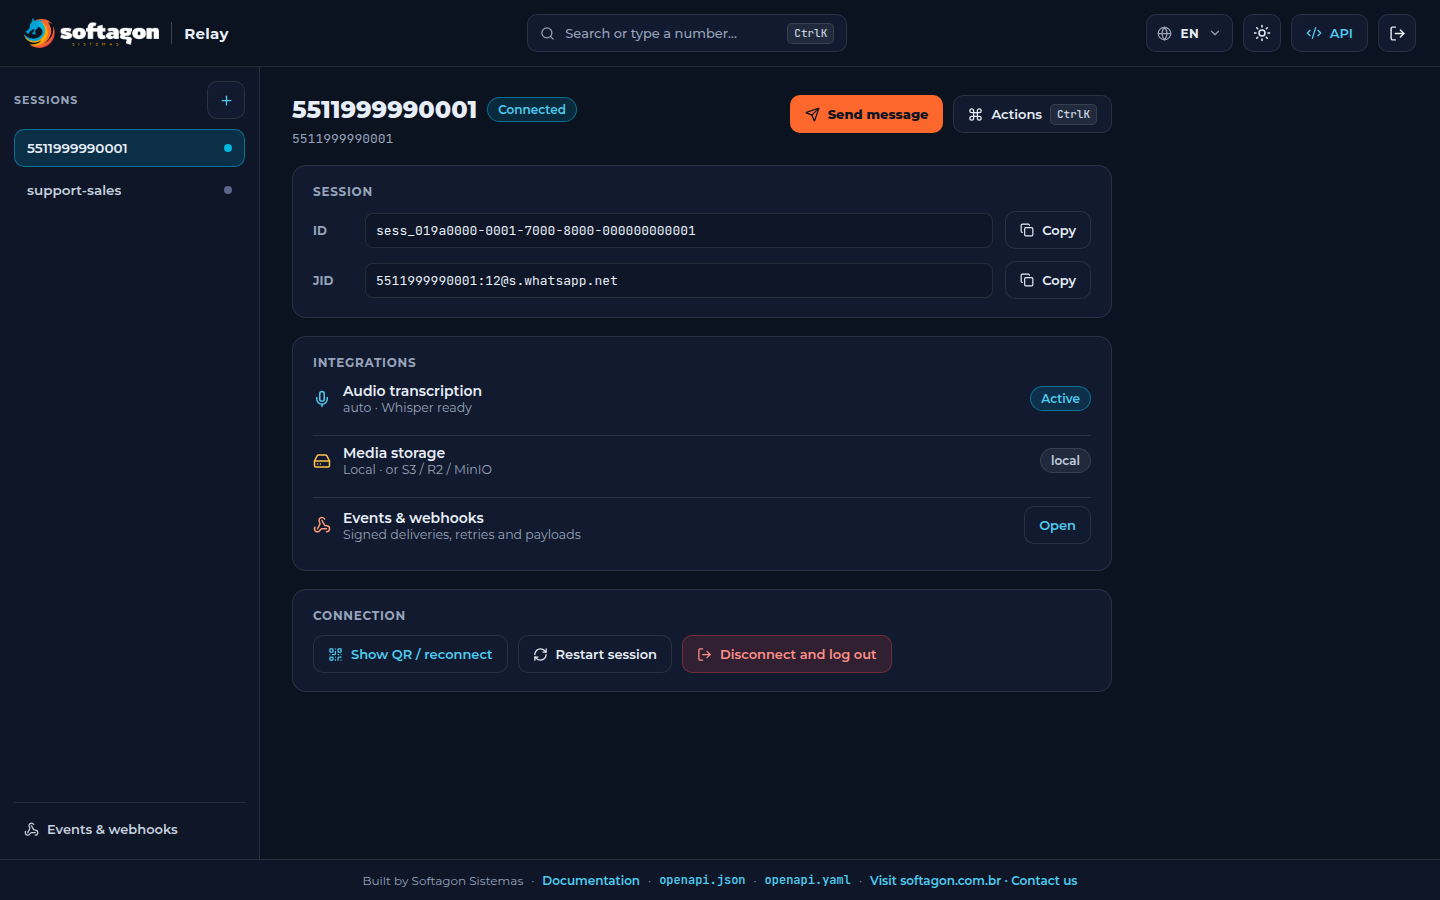 softagon
SISTEMAS
Relay
Search or type a number...
CtrlK
EN
API
SESSIONS
5511999990001
support-sales
5511999990001
Connected
5511999990001
Send message
Actions
CtrlK
SESSION
ID
sess_019a0000-0001-7000-8000-000000000001
Copy
JID
5511999990001:12@s.whatsapp.net
Copy
INTEGRATIONS
Audio transcription
auto · Whisper ready
Active
Media storage
Local · or S3 / R2 / MinIO
local
Events & webhooks
Signed deliveries, retries and payloads
Open
CONNECTION
Show QR / reconnect
Restart session
Disconnect and log out
Events & webhooks
Built by Softagon Sistemas · Documentation · openapi.json · openapi.yaml · Visit softagon.com.br · Contact us